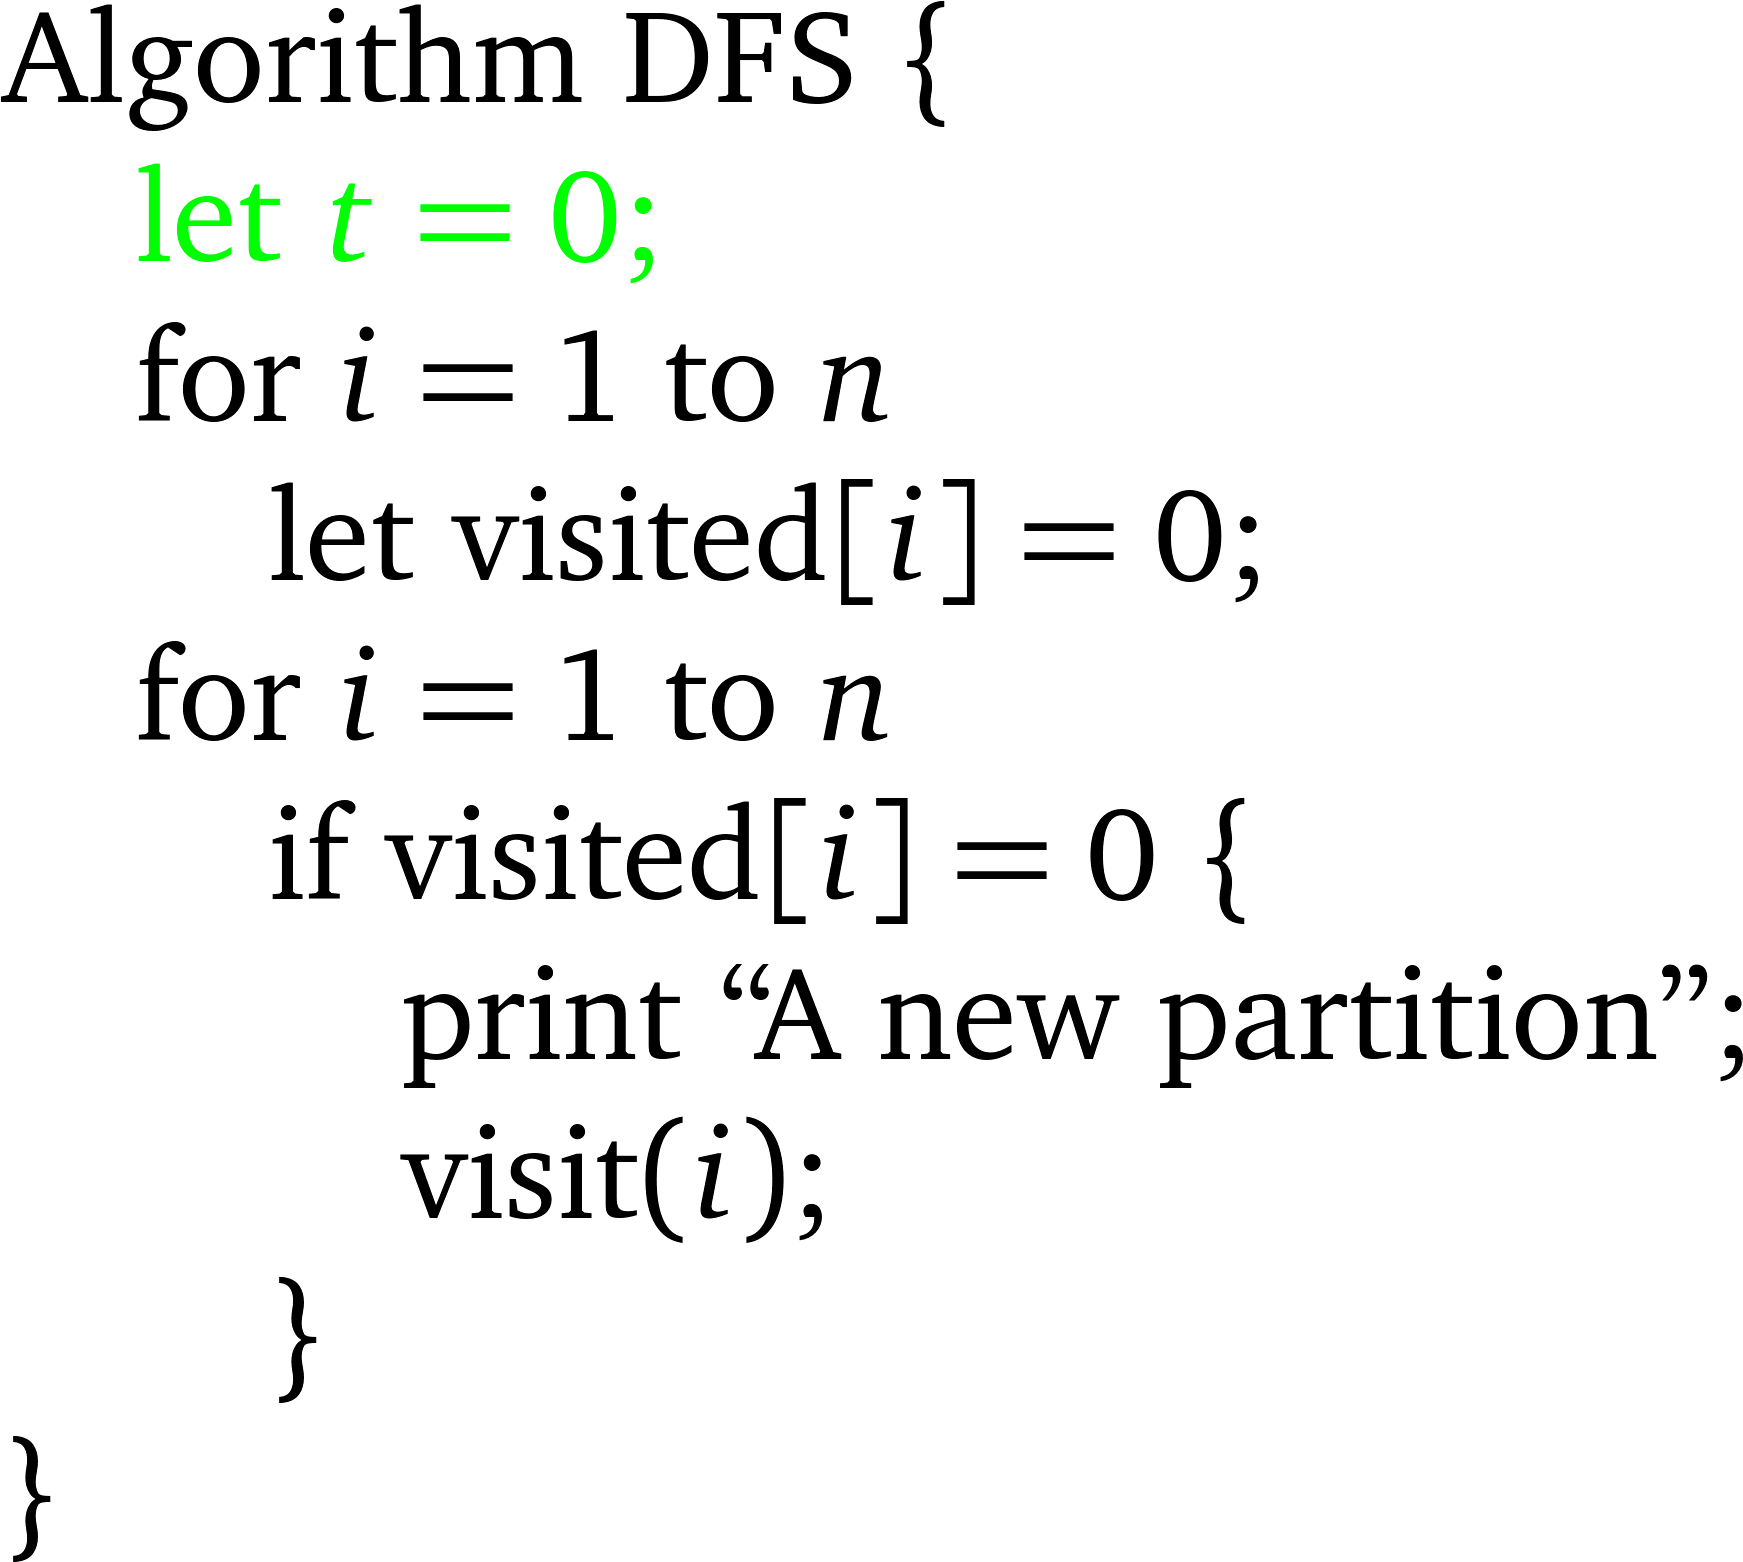 Algorithm DFS {
let t = 0;
for i = 1 to n
let visited[i] = 0;
for i = 1 to n
if visited[i] = 0 {
print “A new partition”;
visit(i);
}
}